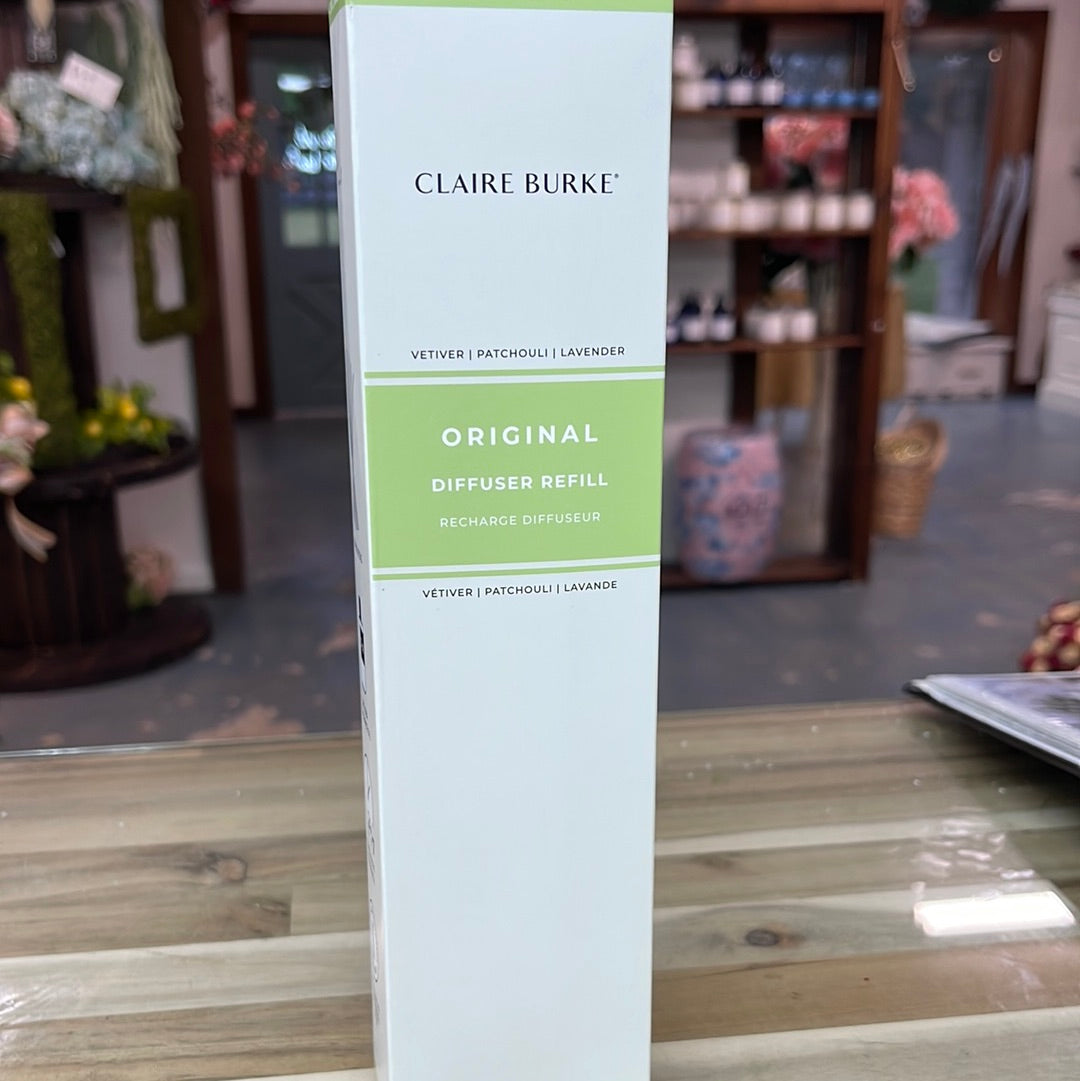 CLAIRE BURKE®
VETIVER | PATCHOULI | LAVENDER
ORIGINAL
DIFFUSER REFILL
RECHARGE DIFFUSEUR
VÉTIVER | PATCHOULI | LAVANDE